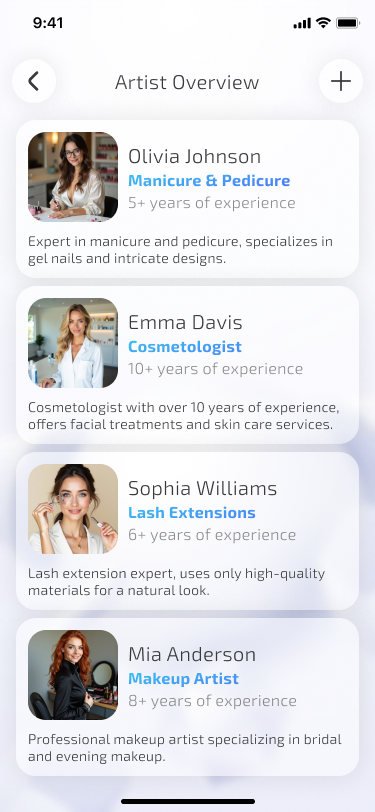 9:41
Artist Overview
Olivia Johnson
Manicure & Pedicure
5+ years of experience
Expert in manicure and pedicure, specializes in
gel nails and intricate designs.
Emma Davis
Cosmetologist
10+ years of experience
Cosmetologist with over 10 years of experience,
offers facial treatments and skin care services.
Sophia Williams
Lash Extensions
6+ years of experience
Lash extension expert, uses only high-quality
materials for a natural look.
Mia Anderson
Makeup Artist
8+ years of experience
Professional makeup artist specializing in bridal
and evening makeup.